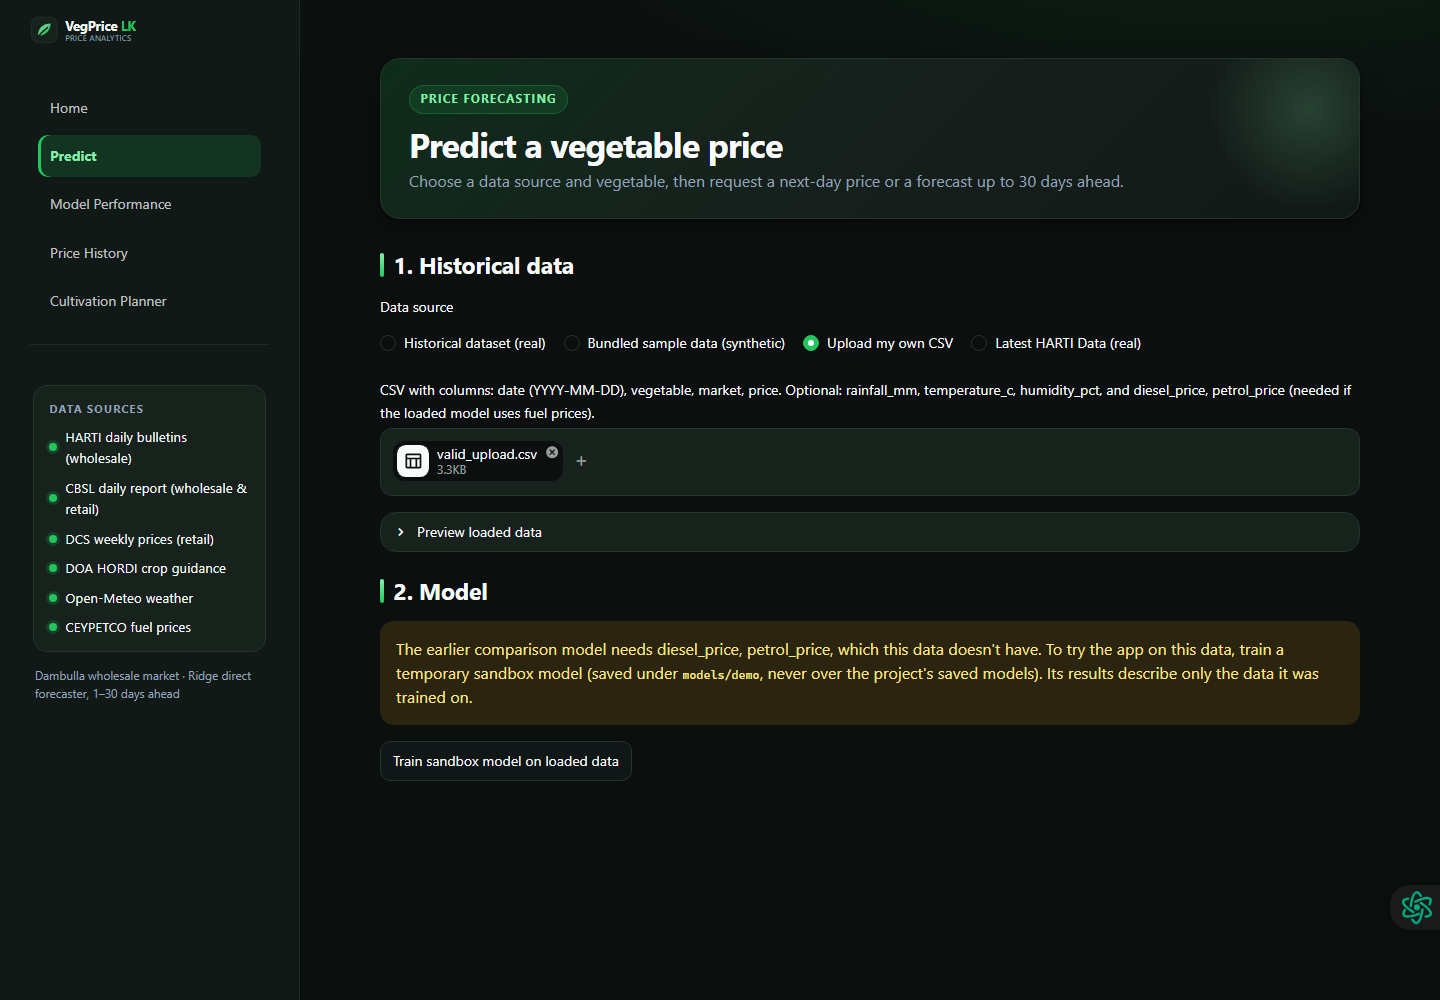 VegPrice LK
PRICE ANALYTICS
Home
Predict
Model Performance
Price History
Cultivation Planner
DATA SOURCES
HARTI daily bulletins
(wholesale)
CBSL daily report (wholesale &
retail)
DCS weekly prices (retail)
DOA HORDI crop guidance
Open-Meteo weather
CEYPETCO fuel prices
Dambulla wholesale market · Ridge direct
forecaster, 1–30 days ahead
PRICE FORECASTING
Predict a vegetable price
Choose a data source and vegetable, then request a next-day price or a forecast up to 30 days ahead.
1. Historical data
Data source
Historical dataset (real)
Bundled sample data (synthetic)
Upload my own CSV
Latest HARTI Data (real)
CSV with columns: date (YYYY-MM-DD), vegetable, market, price. Optional: rainfall_mm, temperature_c, humidity_pct, and diesel_price, petrol_price (needed if
the loaded model uses fuel prices).
valid_upload.csv
3.3KB
Preview loaded data
2. Model
The earlier comparison model needs diesel_price, petrol_price, which this data doesn't have. To try the app on this data, train a
temporary sandbox model (saved under models/demo, never over the project's saved models). Its results describe only the data it was
trained on.
Train sandbox model on loaded data